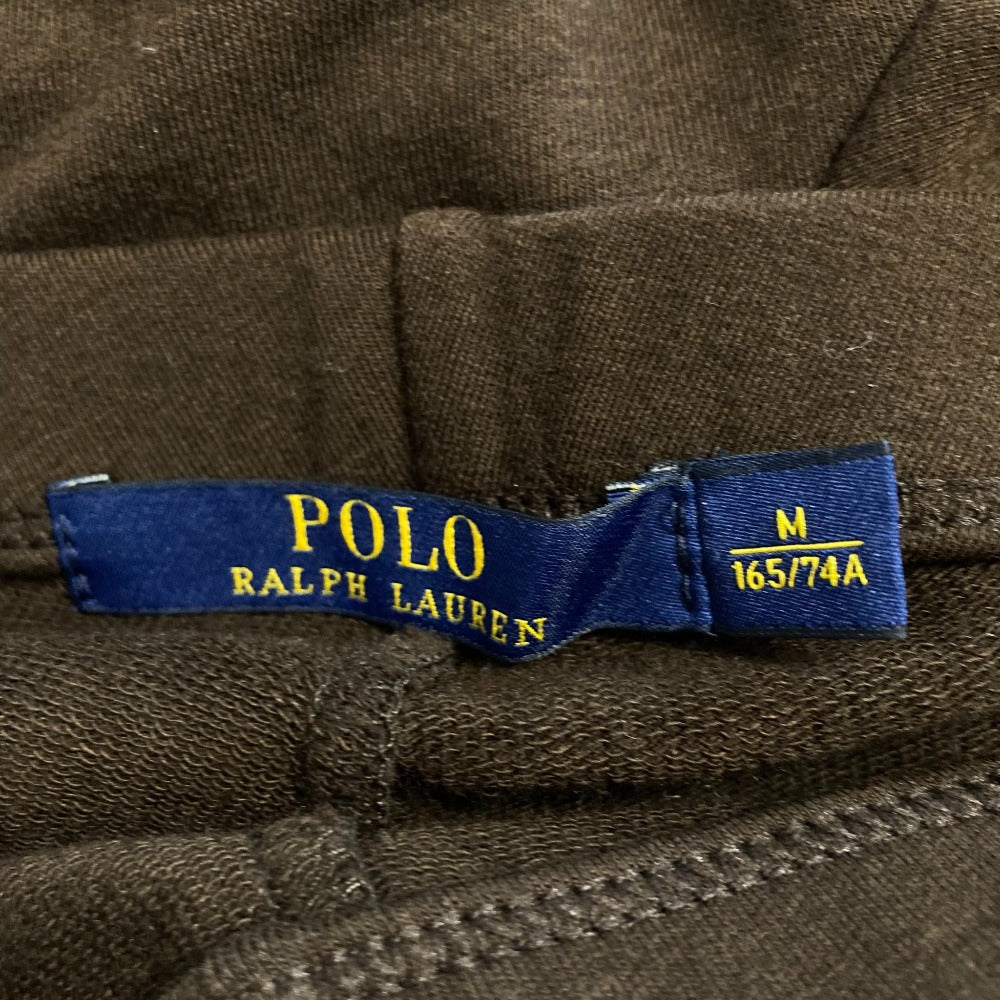 POLO
RALPH LAUREN
M
165/74A